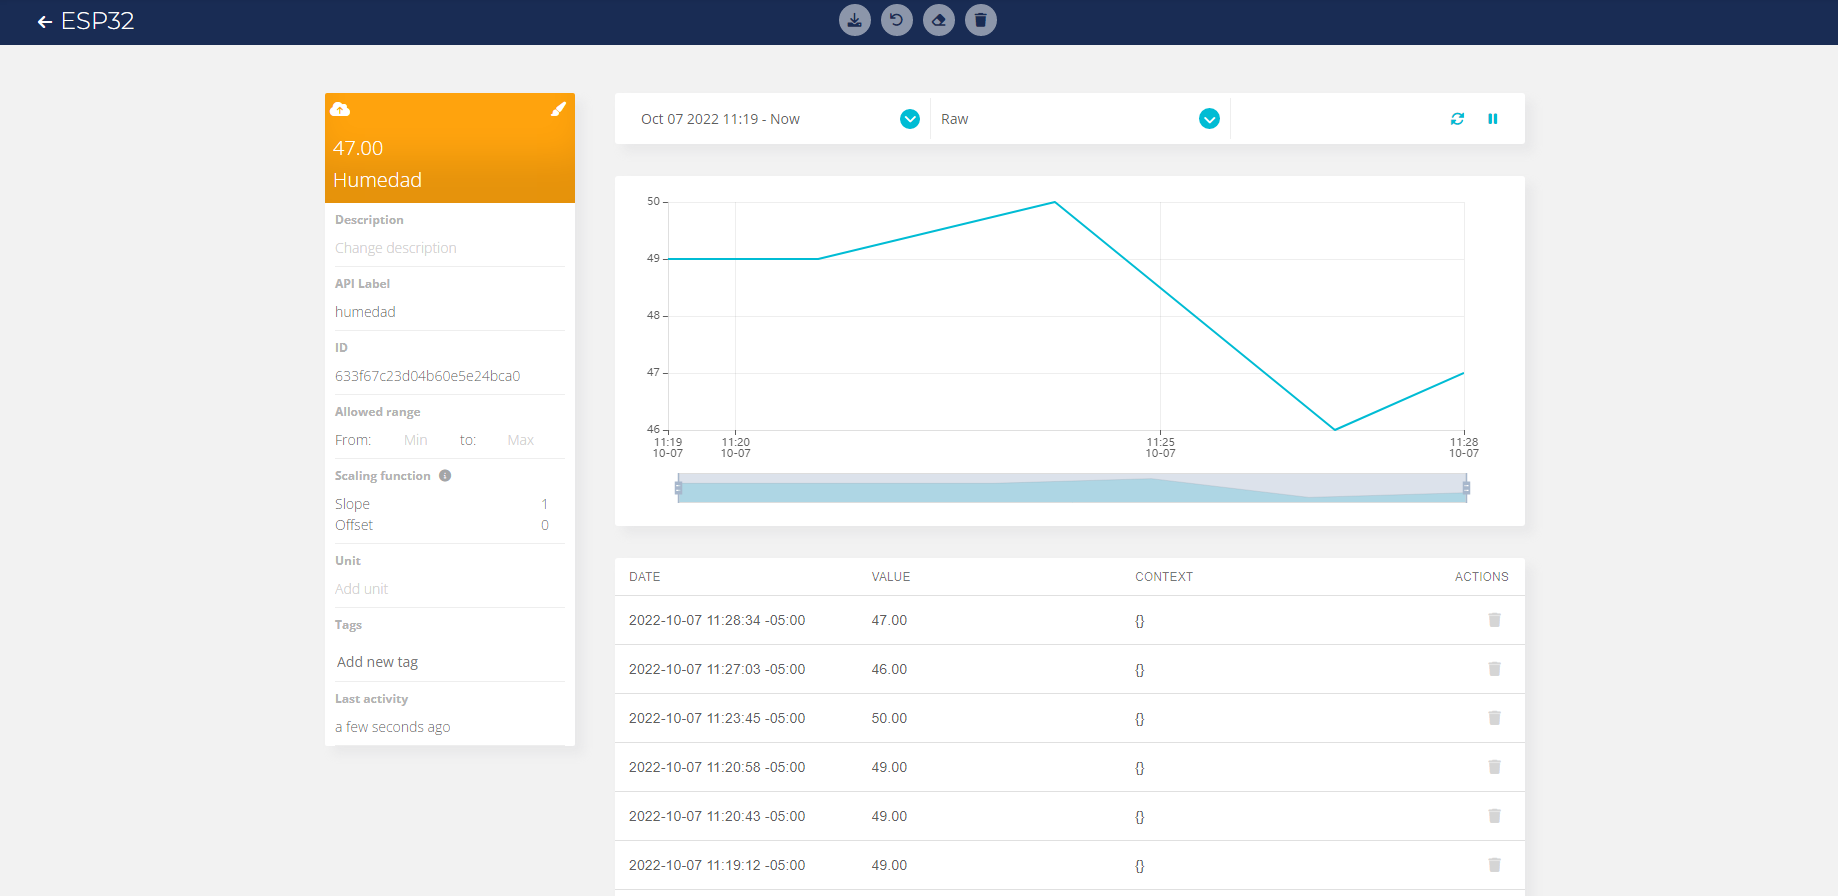 ESP32
47.00
Humedad
Description
Change description
API Label
humedad
ID
633f67c23d04b60e5e24bca0
Allowed range
From: Min to: Max
Scaling function
Slope 1
Offset 0
Unit
Add unit
Tags
Add new tag
Last activity
a few seconds ago
Oct 07 2022 11:19 - Now Raw
50
49
48
47
46
11:19 11:20 11:25 11:28
10-07 10-07 10-07 10-07
DATE VALUE CONTEXT ACTIONS
2022-10-07 11:28:34 -05:00 47.00 {}
2022-10-07 11:27:03 -05:00 46.00 {}
2022-10-07 11:23:45 -05:00 50.00 {}
2022-10-07 11:20:58 -05:00 49.00 {}
2022-10-07 11:20:43 -05:00 49.00 {}
2022-10-07 11:19:12 -05:00 49.00 {}